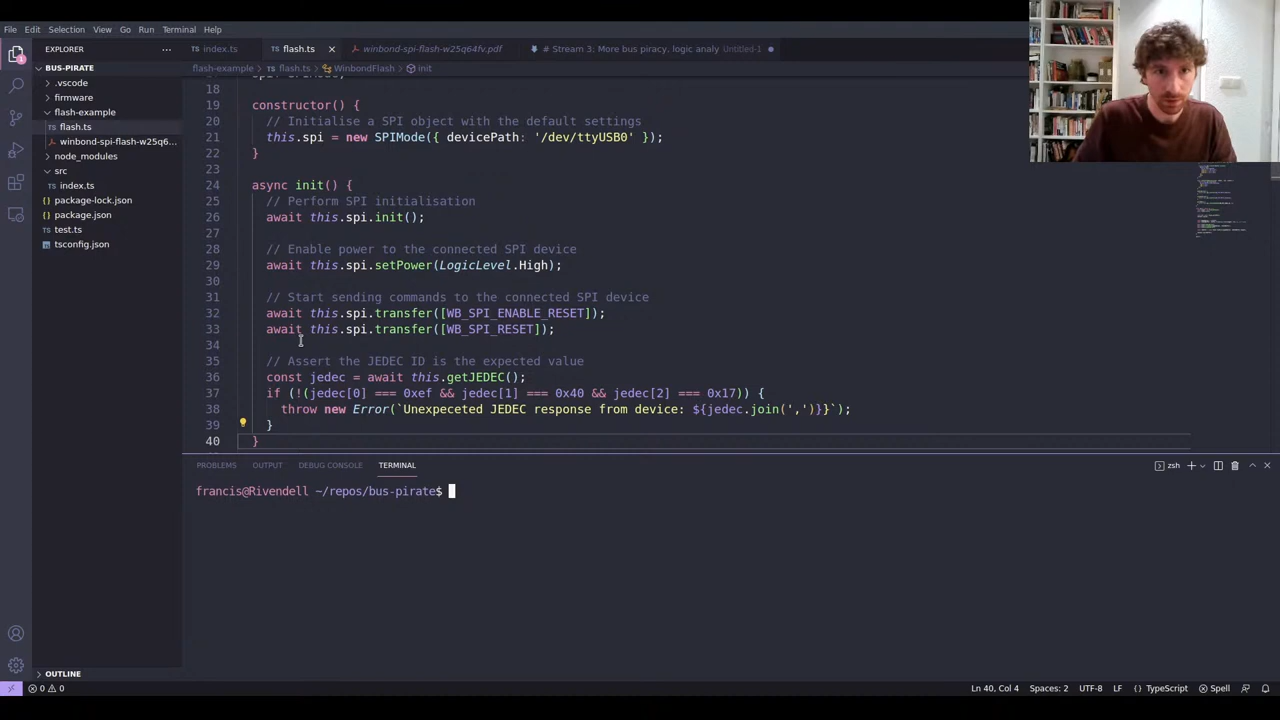 File Edit Selection View Go Run Terminal Help
EXPLORER
index.ts
flash.ts
winbond-spi-flash-w25q64fv.pdf
# Stream 3: More bus piracy, logic analy Untitled-1
BUS-PIRATE
flash-example > flash.ts > WinbondFlash > init
.vscode
firmware
flash-example
flash.ts
winbond-spi-flash-w25q6...
node_modules
src
index.ts
package-lock.json
package.json
test.ts
tsconfig.json
18
19 constructor() {
20 // Initialise a SPI object with the default settings
21 this.spi = new SPIMode({ devicePath: '/dev/ttyUSB0' });
22 }
23
24 async init() {
25 // Perform SPI initialisation
26 await this.spi.init();
27
28 // Enable power to the connected SPI device
29 await this.spi.setPower(LogicLevel.High);
30
31 // Start sending commands to the connected SPI device
32 await this.spi.transfer([WB_SPI_ENABLE_RESET]);
33 await this.spi.transfer([WB_SPI_RESET]);
34
35 // Assert the JEDEC ID is the expected value
36 const jedec = await this.getJEDEC();
37 if (!(jedec[0] === 0xef && jedec[1] === 0x40 && jedec[2] === 0x17)) {
38 throw new Error(`Unexpeceted JEDEC response from device: ${jedec.join(',')}}`);
39 }
40 }
PROBLEMS OUTPUT DEBUG CONSOLE TERMINAL
zsh
francis@Rivendell ~/repos/bus-pirate$
OUTLINE
0 0
Ln 40, Col 4 Spaces: 2 UTF-8 LF {} TypeScript Spell